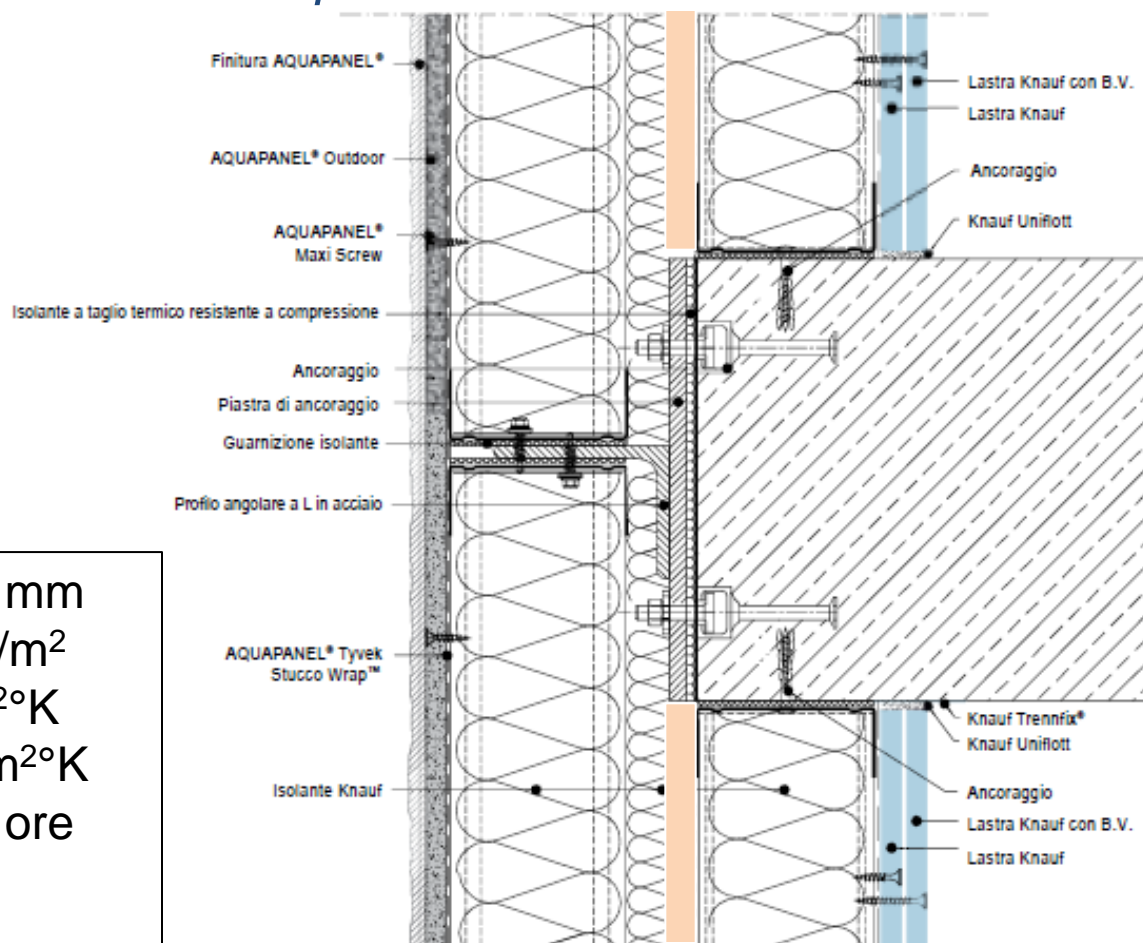 Finitura AQUAPANEL®
AQUAPANEL® Outdoor
AQUAPANEL®
Maxi Screw
Isolante a taglio termico resistente a compressione
Ancoraggio
Piastra di ancoraggio
Guarnizione isolante
Profilo angolare a L in acciaio
AQUAPANEL® Tyvek
Stucco Wrap™
Isolante Knauf
Lastra Knauf con B.V.
Lastra Knauf
Ancoraggio
Knauf Uniflott
Knauf Trennfix®
Knauf Uniflott
Ancoraggio
Lastra Knauf con B.V.
Lastra Knauf
mm
/m²
²°K
m²°K
ore